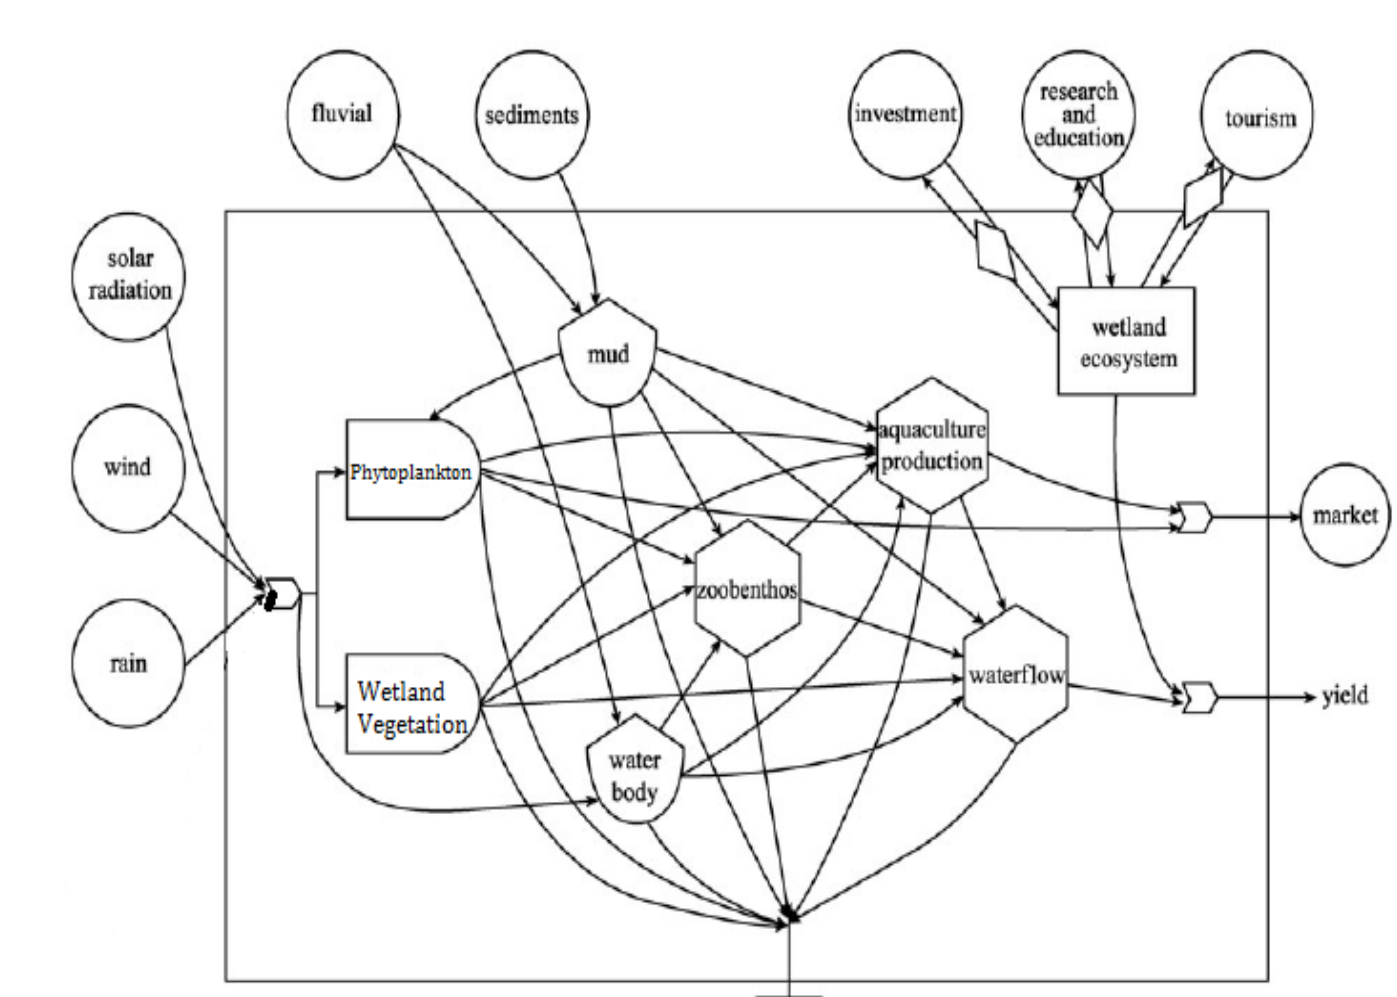 fluvial
sediments
investment
research
and
education
tourism
solar
radiation
wetland
ecosystem
mud
aquaculture
production
wind
Phytoplankton
market
zoobenthos
rain
Wetland
Vegetation
waterflow
yield
water
body